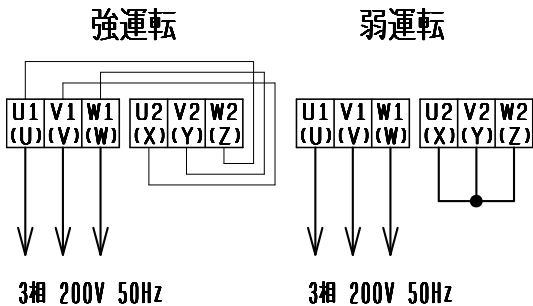 強運転 弱運転
U1 V1 W1 U2 V2 W2 U1 V1 W1 U2 V2 W2
(U) (V) (W) (X) (Y) (Z) (U) (V) (W) (X) (Y) (Z)
3相 200V 50Hz 3相 200V 50Hz